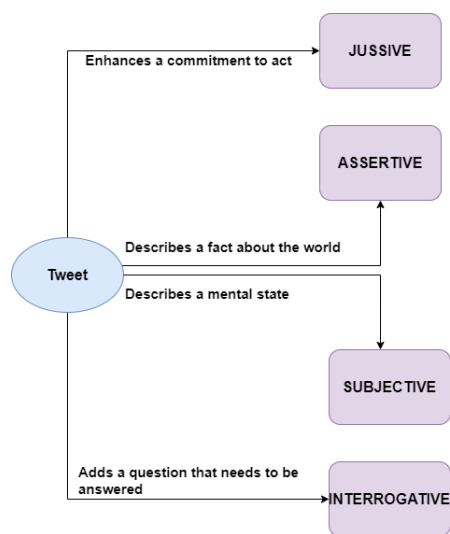 JUSSIVE
Enhances a commitment to act
ASSERTIVE
Describes a fact about the world
Tweet
Describes a mental state
SUBJECTIVE
Adds a question that needs to be
answered
INTERROGATIVE